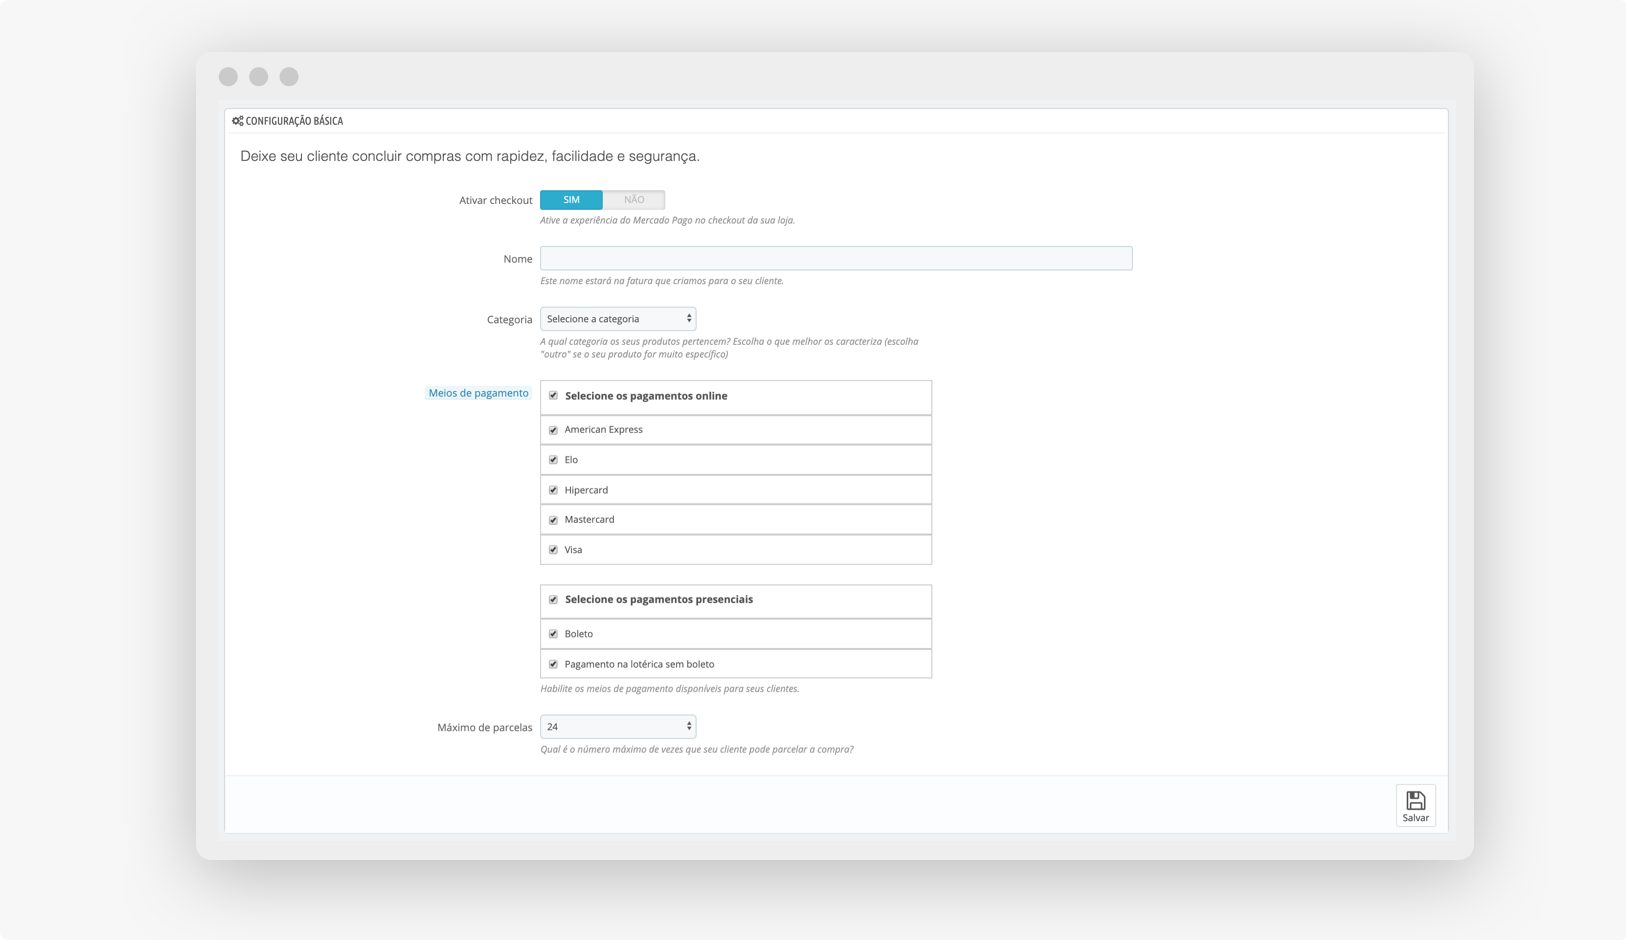 CONFIGURAÇÃO BÁSICA
Deixe seu cliente concluir compras com rapidez, facilidade e segurança.
Ativar checkout SIM NÃO
Ative a experiência do Mercado Pago no checkout da sua loja.
Nome
Este nome estará na fatura que criamos para o seu cliente.
Categoria Selecione a categoria
A qual categoria os seus produtos pertencem? Escolha o que melhor os caracteriza (escolha
"outro" se o seu produto for muito específico)
Meios de pagamento Selecione os pagamentos online
American Express
Elo
Hipercard
Mastercard
Visa
Selecione os pagamentos presenciais
Boleto
Pagamento na lotérica sem boleto
Habilite os meios de pagamento disponíveis para seus clientes.
Máximo de parcelas 24
Qual é o número máximo de vezes que seu cliente pode parcelar a compra?
Salvar